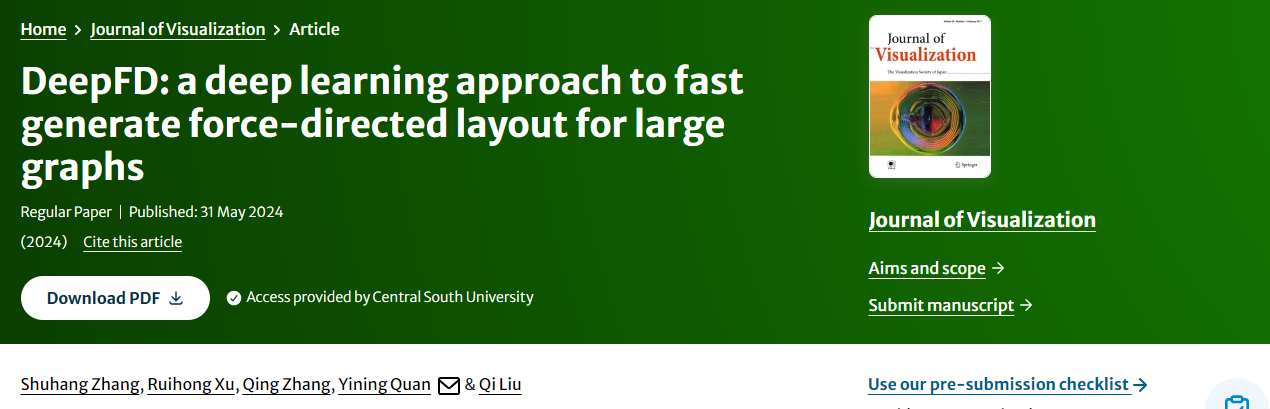 Home > Journal of Visualization > Article
DeepFD: a deep learning approach to fast
generate force-directed layout for large
graphs
Regular Paper | Published: 31 May 2024
(2024) Cite this article
Download PDF
Access provided by Central South University
Shuhang Zhang, Ruihong Xu, Qing Zhang, Yining Quan & Qi Liu
Journal of
Visualization
The Visualization Society of Japan
Springer
Journal of Visualization
Aims and scope →
Submit manuscript →
Use our pre-submission checklist →